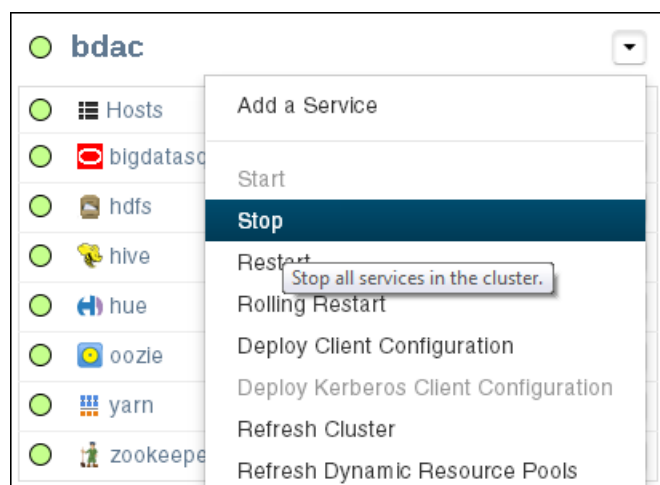 bdac
Hosts
bigdatasq
hdfs
hive
hue
oozie
yarn
zookeepe
Add a Service
Start
Stop
Restart
Stop all services in the cluster.
Rolling Restart
Deploy Client Configuration
Deploy Kerberos Client Configuration
Refresh Cluster
Refresh Dynamic Resource Pools